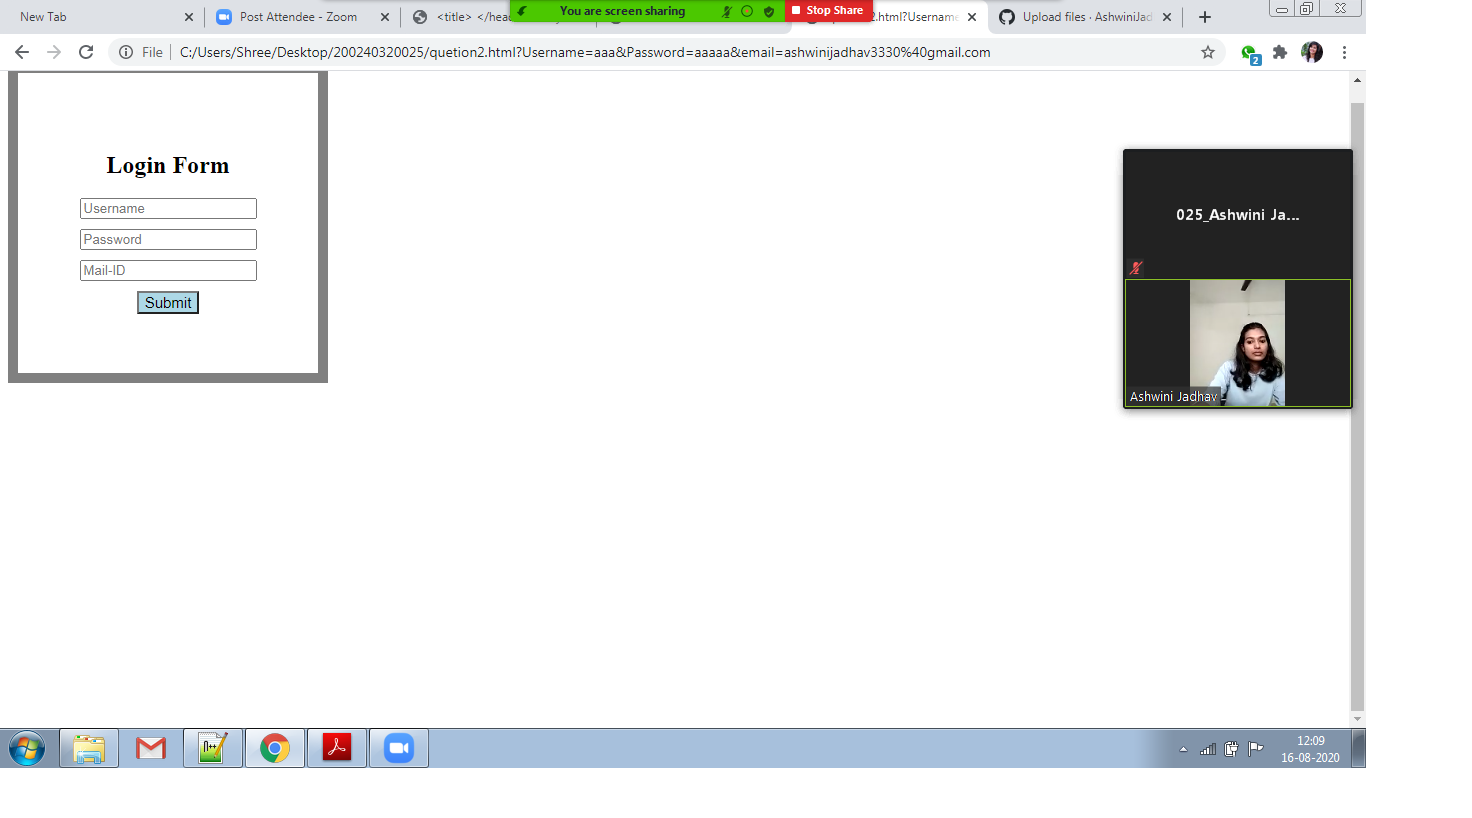 New Tab
Post Attendee - Zoom
<title> </head
You are screen sharing
Stop Share
2.html?Username
Upload files · AshwiniJad
File
C:/Users/Shree/Desktop/200240320025/quetion2.html?Username=aaa&Password=aaaaa&email=ashwinijadhav3330%40gmail.com
2
Login Form
Username
Password
Mail-ID
Submit
025_Ashwini Ja...
Ashwini Jadhav
12:09
16-08-2020